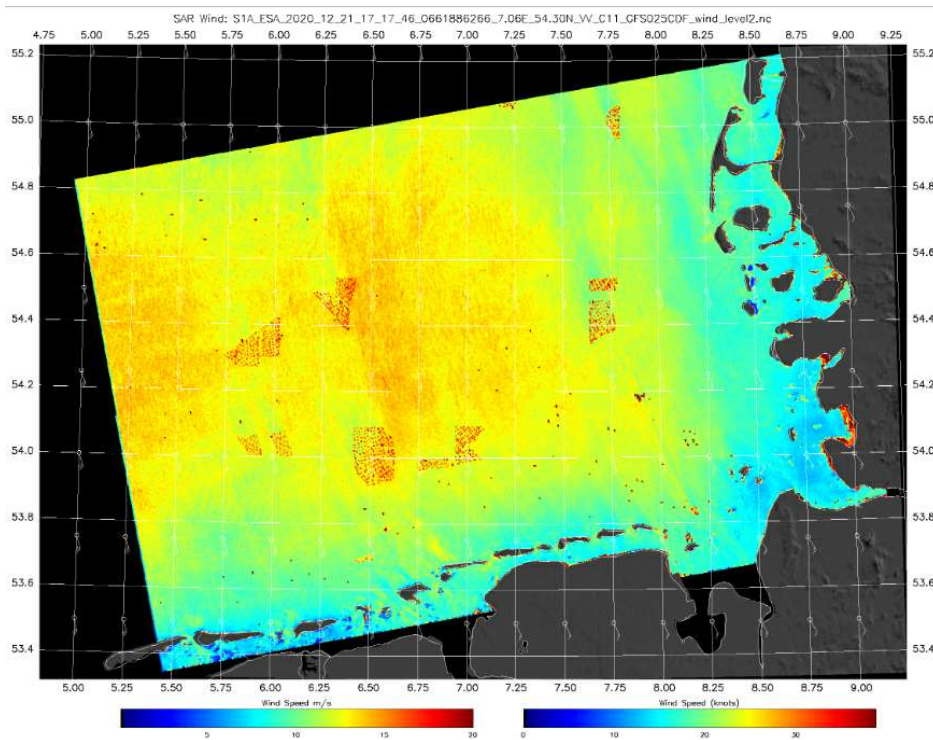 SAR Wind: S1A_ESA_2020_12_21_17_17_46_0661886266_7.06E_54.30N_VV_C11_GFS025CDF_wind_level2.nc
4.75 5.00 5.25 5.50 5.75 6.00 6.25 6.50 6.75 7.00 7.25 7.50 7.75 8.00 8.25 8.50 8.75 9.00 9.25
55.2 55.2
55.0 55.0
54.8 54.8
54.6 54.6
54.4 54.4
54.2 54.2
54.0 54.0
53.8 53.8
53.6 53.6
53.4 53.4
5.00 5.25 5.50 5.75 6.00 6.25 6.50 6.75 7.00 7.25 7.50 7.75 8.00 8.25 8.50 8.75 9.00
Wind Speed m/s Wind Speed (knots)
5 10 15 20 0 10 20 30